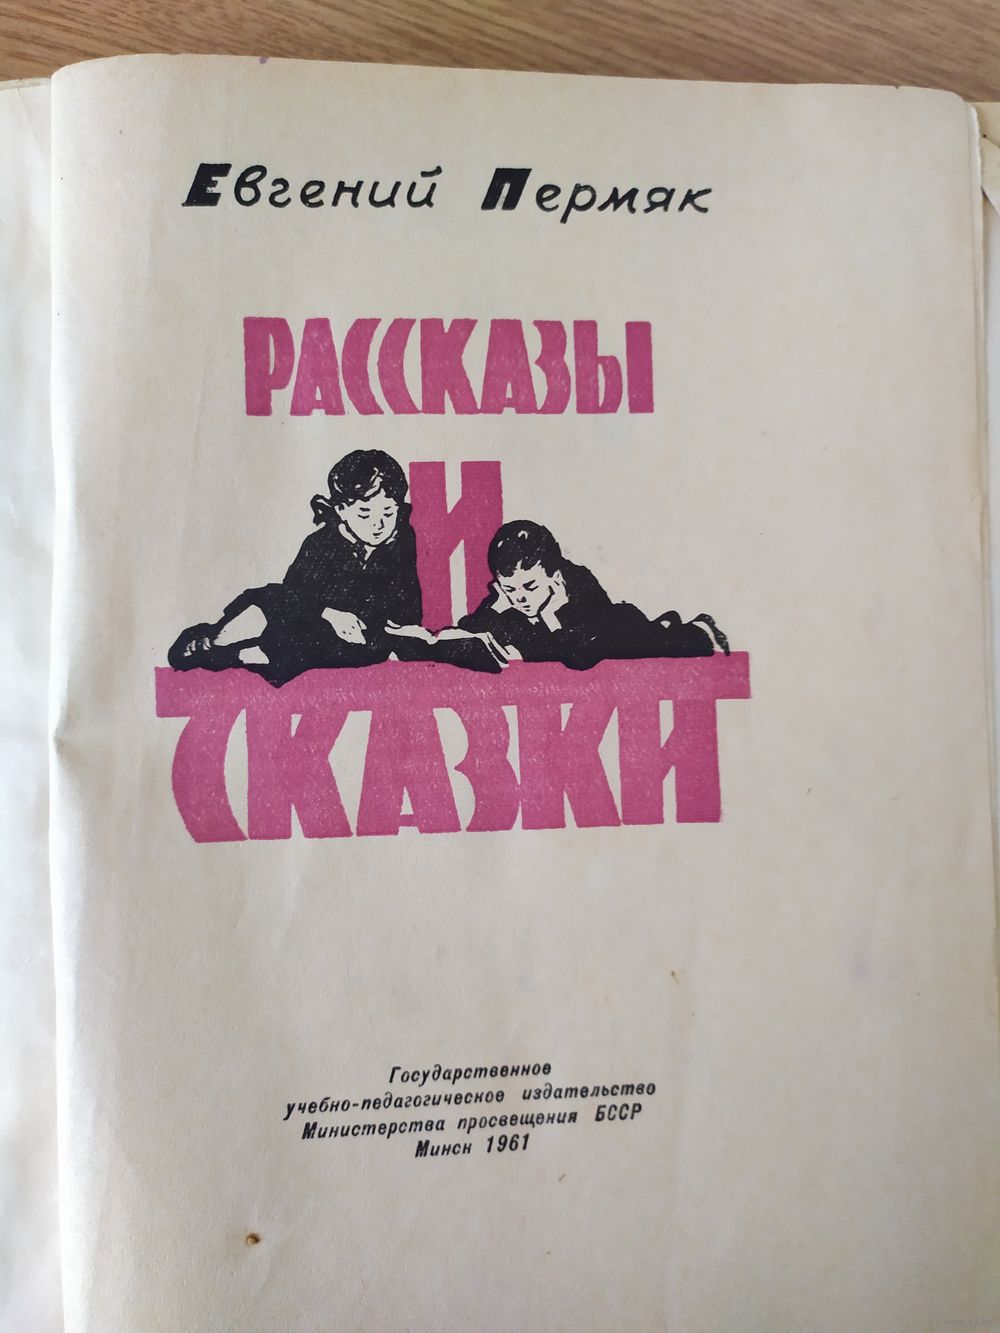 Евгений Пермяк
РАССКАЗЫ
И
СКАЗКИ
Государственное
учебно-педагогическое издательство
Министерства просвещения БССР
Минск 1961